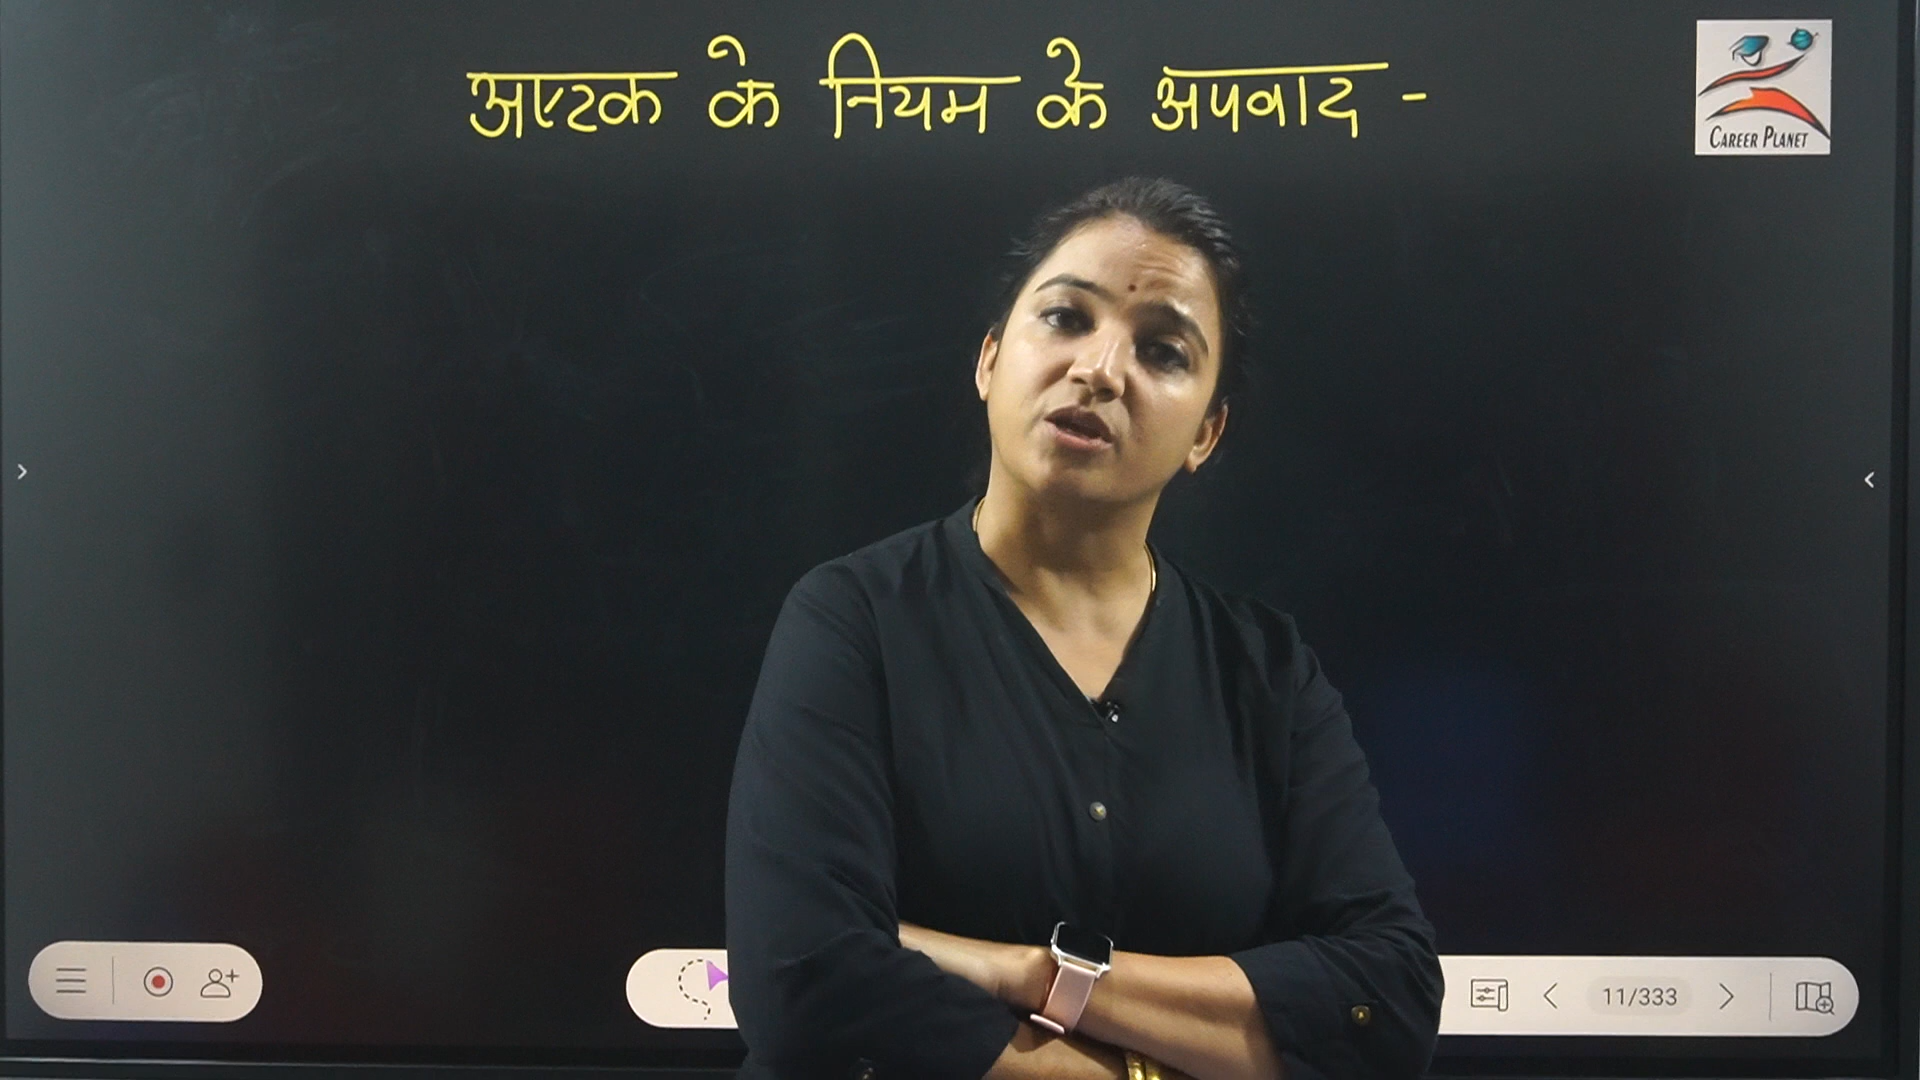 अष्टक के नियम के अपवाद -
CAREER PLANET
11/333